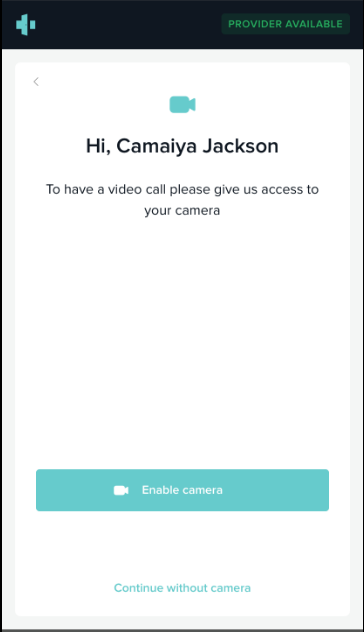 PROVIDER AVAILABLE
Hi, Camaiya Jackson
To have a video call please give us access to
your camera
Enable camera
Continue without camera